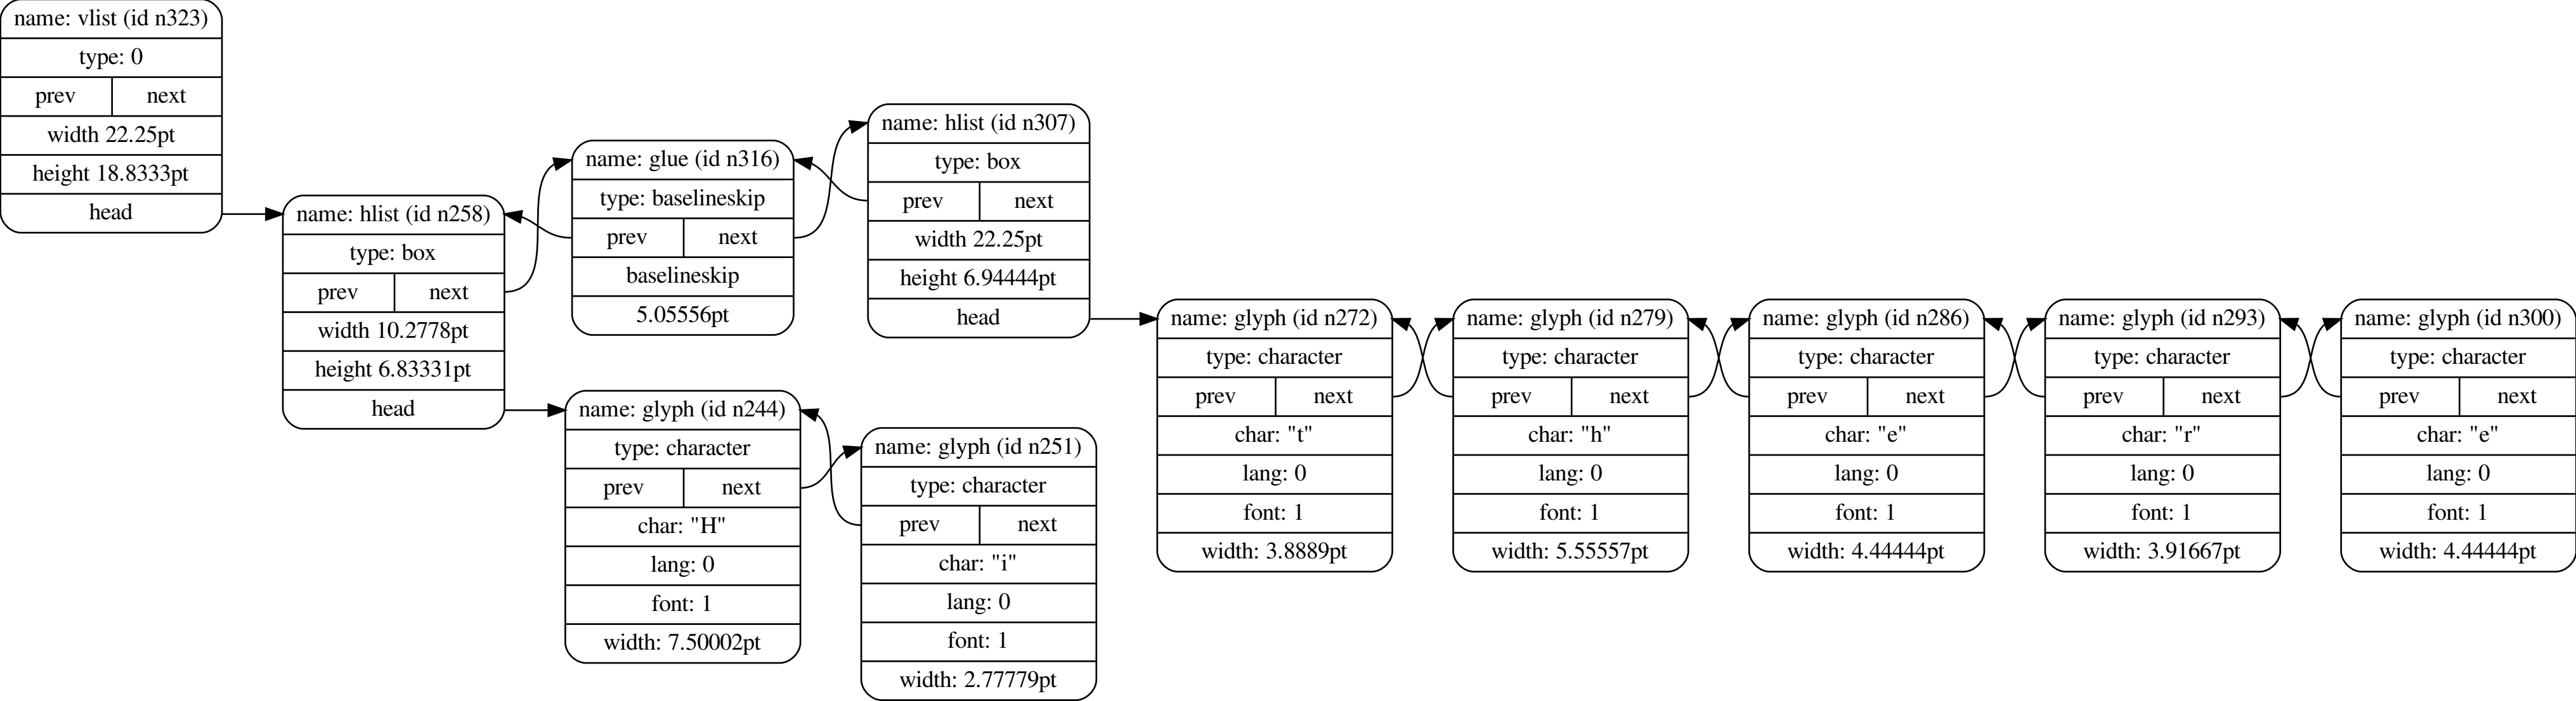 name: vlist (id n323)
type: 0
prev next
width 22.25pt
height 18.8333pt
head
name: hlist (id n258)
type: box
prev next
width 10.2778pt
height 6.83331pt
head
name: glue (id n316)
type: baselineskip
prev next
baselineskip
5.05556pt
name: hlist (id n307)
type: box
prev next
width 22.25pt
height 6.94444pt
head
name: glyph (id n244)
type: character
prev next
char: "H"
lang: 0
font: 1
width: 7.50002pt
name: glyph (id n251)
type: character
prev next
char: "i"
lang: 0
font: 1
width: 2.77779pt
name: glyph (id n272)
type: character
prev next
char: "t"
lang: 0
font: 1
width: 3.8889pt
name: glyph (id n279)
type: character
prev next
char: "h"
lang: 0
font: 1
width: 5.55557pt
name: glyph (id n286)
type: character
prev next
char: "e"
lang: 0
font: 1
width: 4.44444pt
name: glyph (id n293)
type: character
prev next
char: "r"
lang: 0
font: 1
width: 3.91667pt
name: glyph (id n300)
type: character
prev next
char: "e"
lang: 0
font: 1
width: 4.44444pt